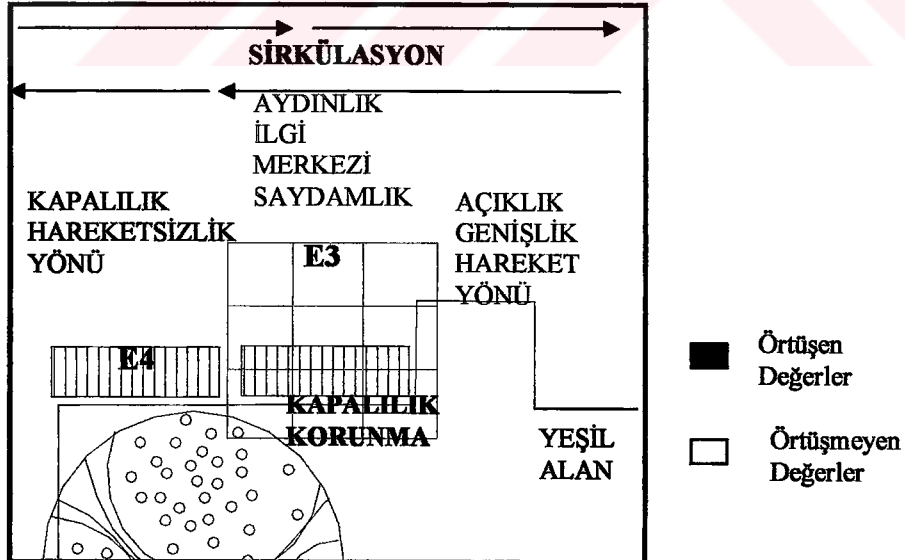 SİRKÜLASYON
AYDINLIK
İLGİ
MERKEZİ
SAYDAMLIK
KAPALILIK
HAREKETSİZLİK
YÖNÜ
AÇIKLIK
GENİŞLİK
HAREKET
YÖNÜ
E3
E4
KAPALILIK
KORUNMA
YEŞİL
ALAN
Örtüşen
Değerler
Örtüşmeyen
Değerler